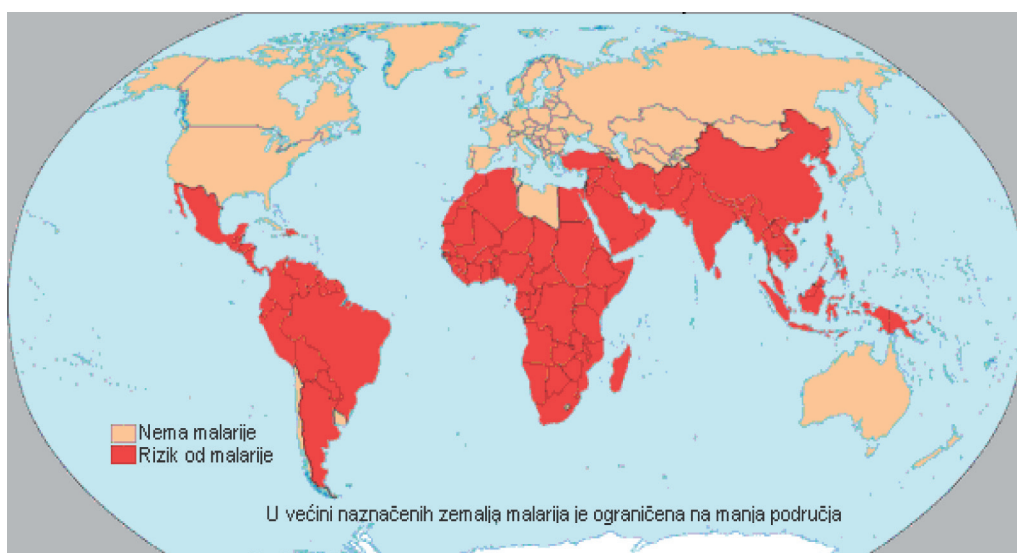 Nema malarije
Rizik od malarije
U većini naznačenih zemalja malarija je ograničena na manja područja